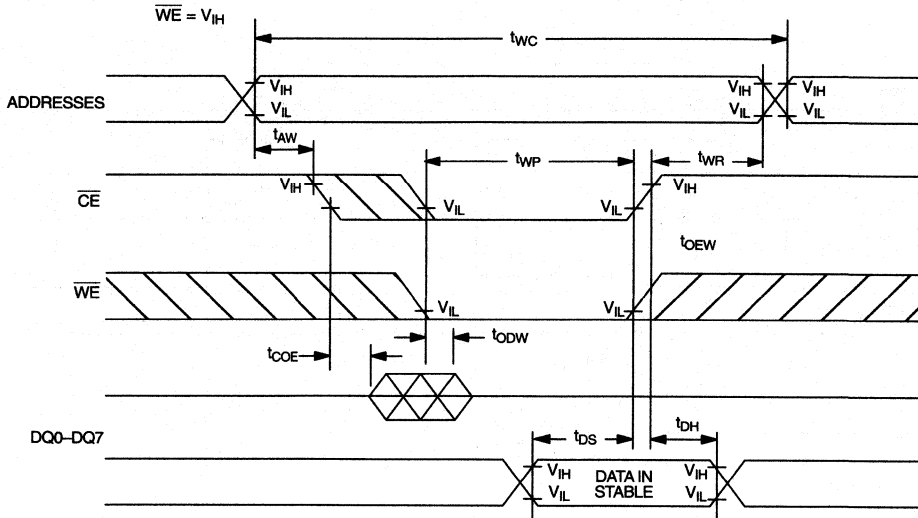 WE = VIH
tWC
ADDRESSES
VIH
VIH
VIH
VIL
VIL
VIL
tAW
tWP
tWR
CE
VIH
VIL
VIL
VIH
tOEW
WE
VIL
VIL
tCOE
tODW
DQ0–DQ7
tDS
tDH
VIH
DATA IN
STABLE
VIH
VIL
VIL